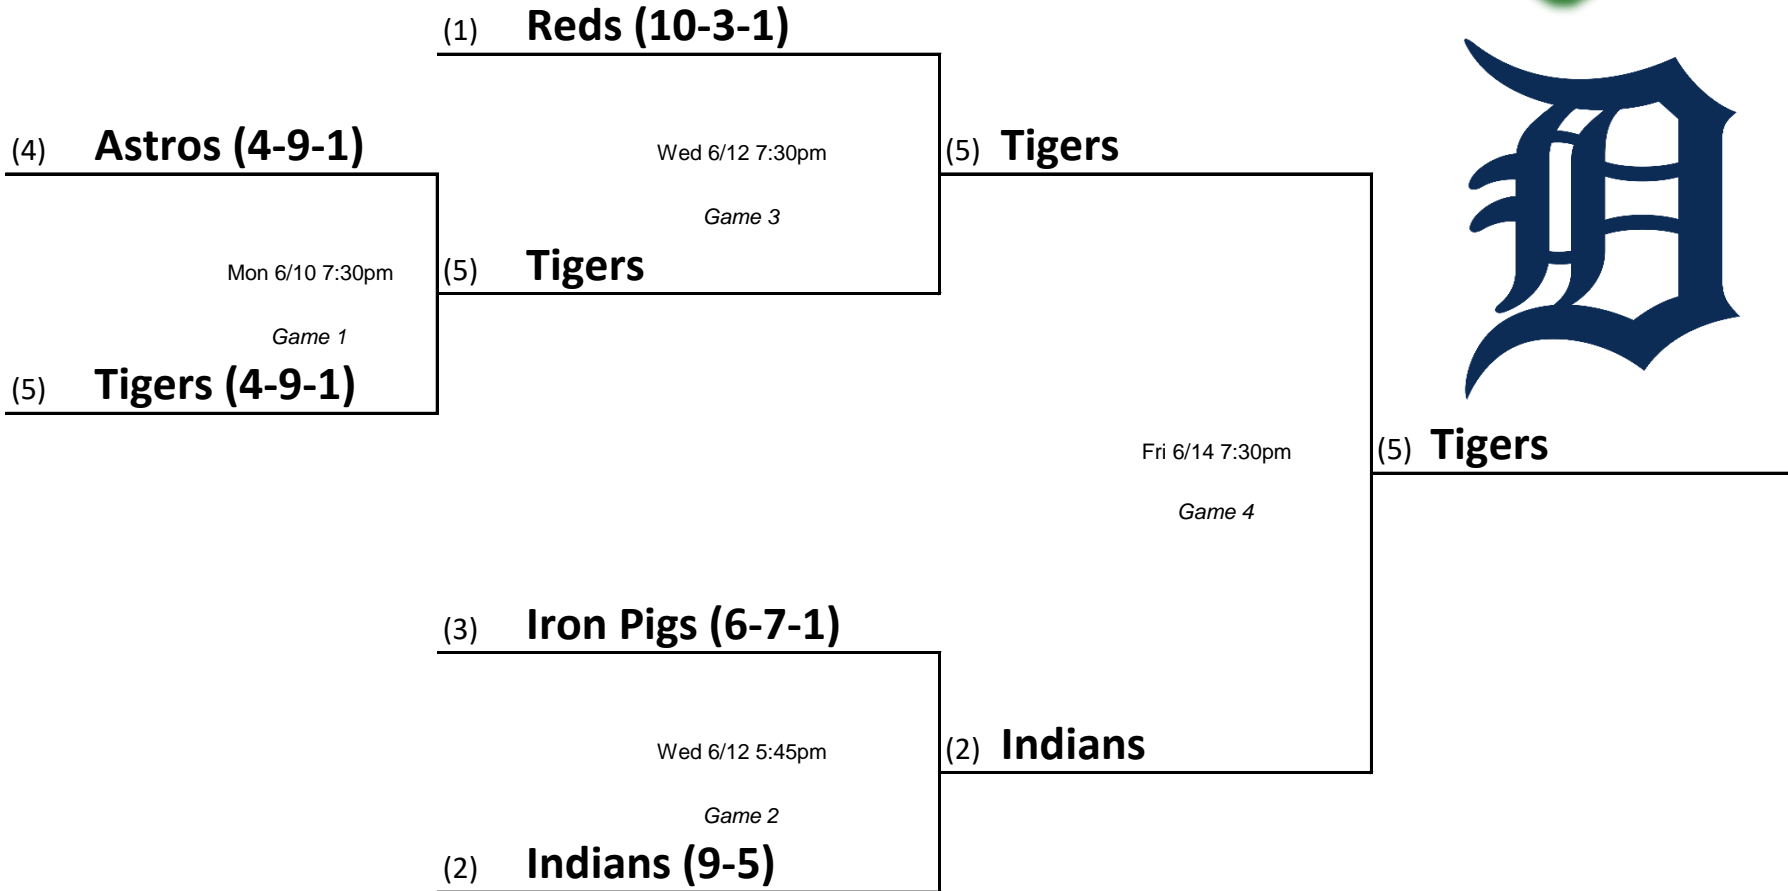 (1) Reds (10-3-1)
(4) Astros (4-9-1)
Wed 6/12 7:30pm
(5) Tigers
Game 3
Mon 6/10 7:30pm
(5) Tigers
Game 1
(5) Tigers (4-9-1)
Fri 6/14 7:30pm
(5) Tigers
Game 4
(3) Iron Pigs (6-7-1)
Wed 6/12 5:45pm
(2) Indians
Game 2
(2) Indians (9-5)